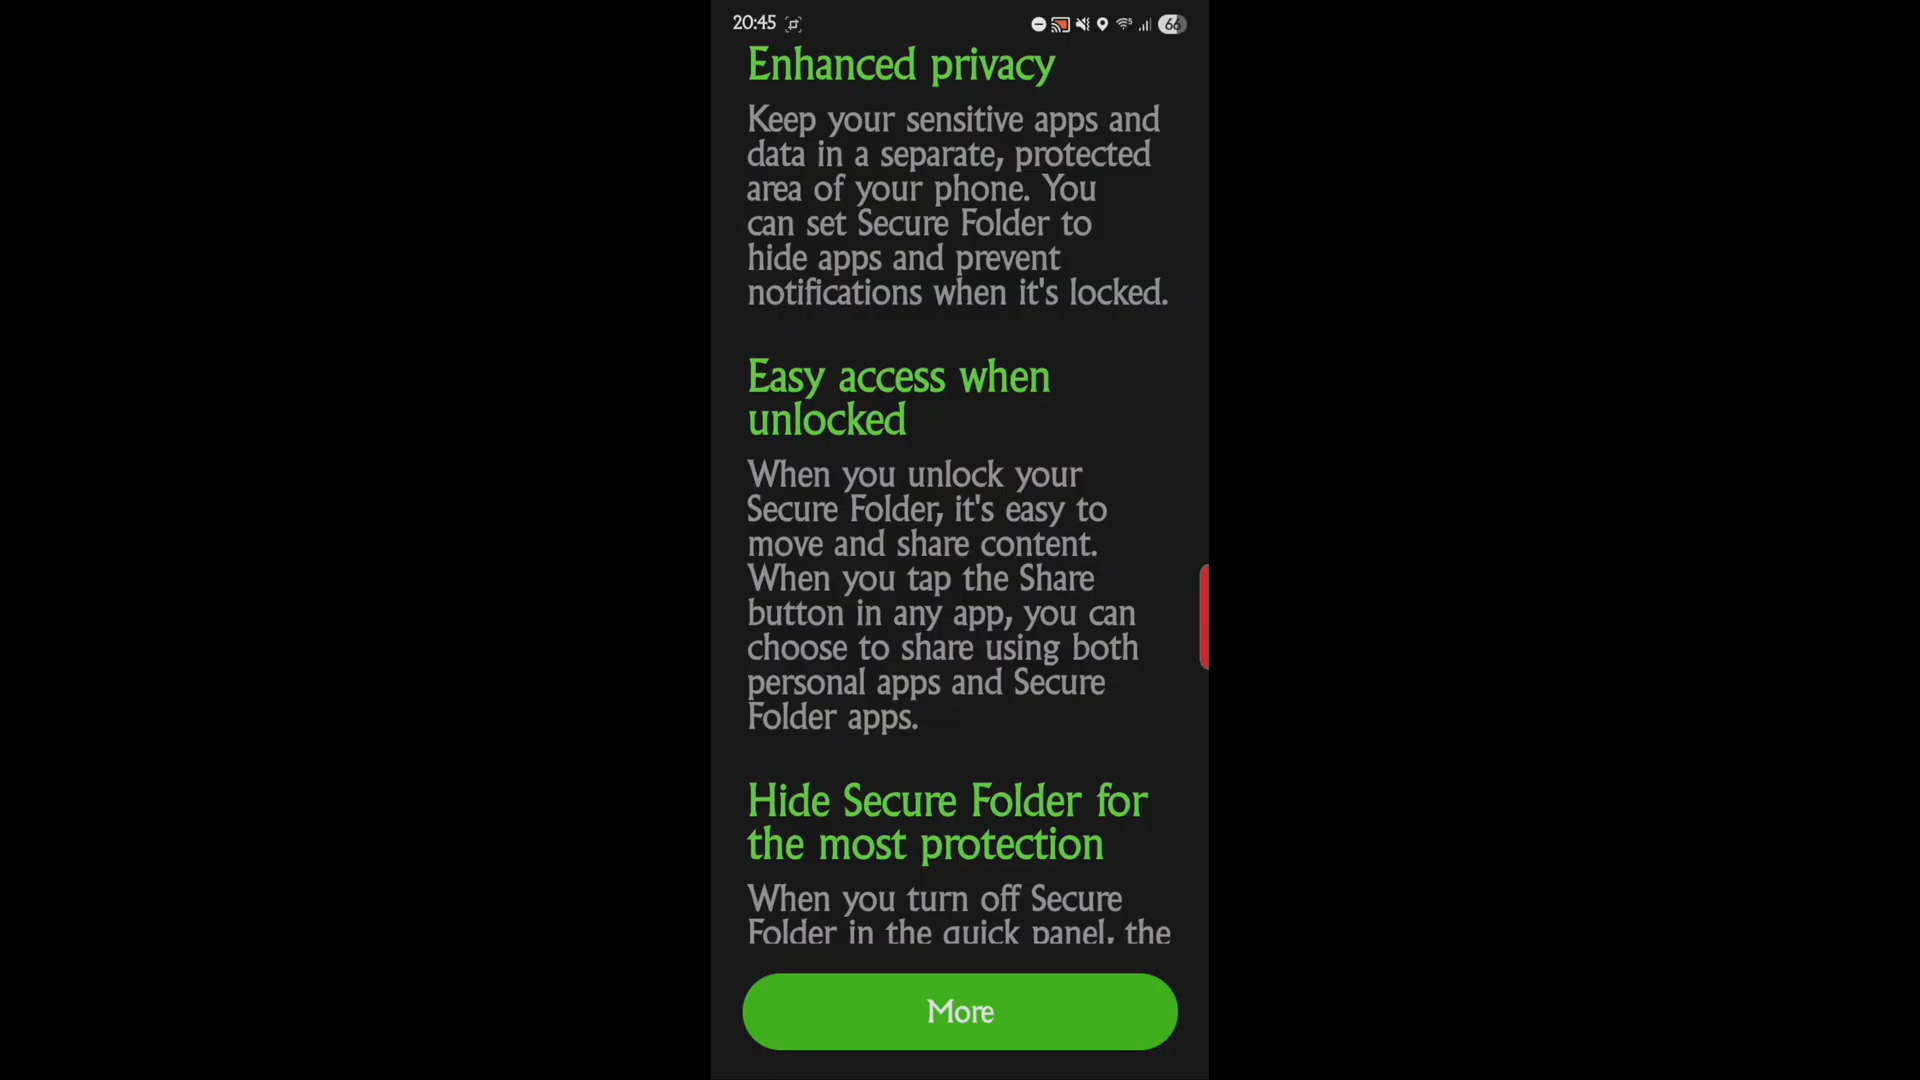 20:45
66
Enhanced privacy
Keep your sensitive apps and
data in a separate, protected
area of your phone. You
can set Secure Folder to
hide apps and prevent
notifications when it's locked.
Easy access when
unlocked
When you unlock your
Secure Folder, it's easy to
move and share content.
When you tap the Share
button in any app, you can
choose to share using both
personal apps and Secure
Folder apps.
Hide Secure Folder for
the most protection
When you turn off Secure
Folder in the quick panel, the
More